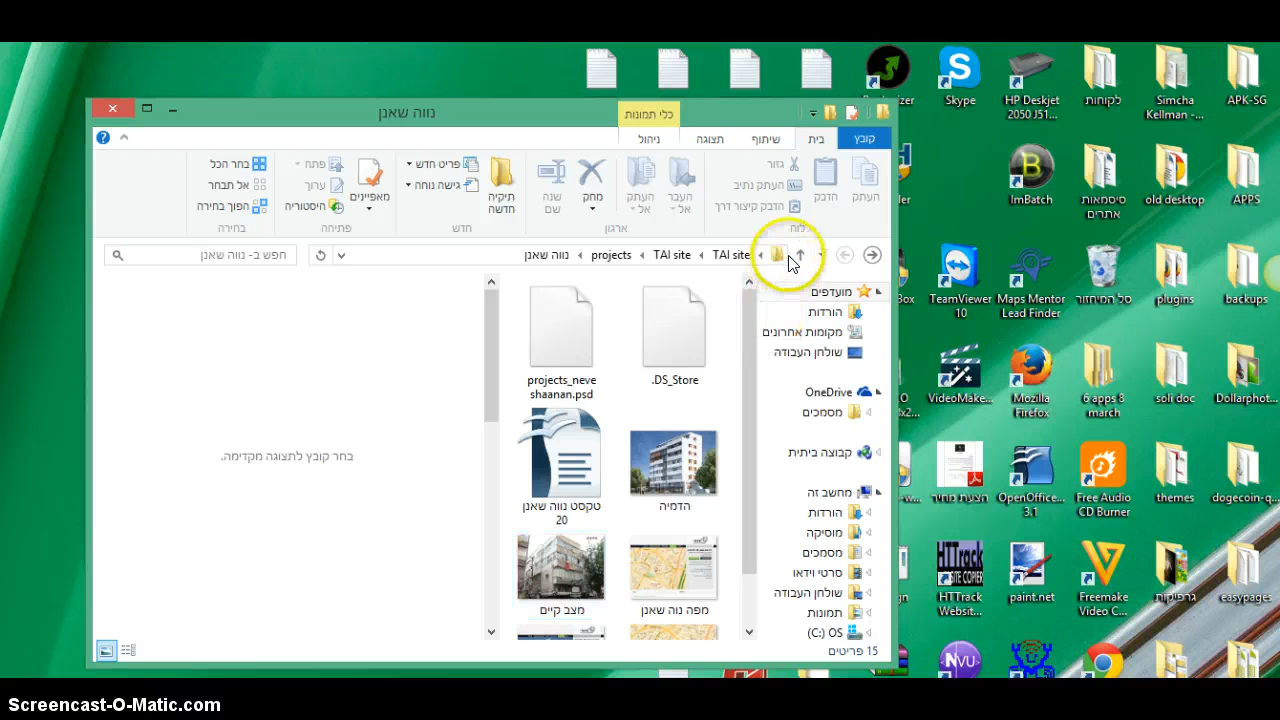 נווה שאנן
כלי תמונות
קובץ
בית
שיתוף
תצוגה
ניהול
העתק
הדבק
גזור
העתק נתיב
הדבק קיצור דרך
העבר
אל
העתק
אל
מחק
שנה
שם
תיקיה
חדשה
פריט חדש
גישה נוחה
מאפיינים
פתח
ערוך
היסטוריה
בחר הכל
אל תבחר
הפוך בחירה
ארגון
חדש
פתיחה
בחירה
TAI site
TAI site
projects
נווה שאנן
חפש ב- נווה שאנן
מועדפים
הורדות
מקומות אחרונים
שולחן העבודה
OneDrive
מסמכים
קבוצה ביתית
מחשב זה
הורדות
מוסיקה
מסמכים
סרטי וידאו
שולחן העבודה
תמונות
OS (C:)
.DS_Store
projects_neve
shaanan.psd
הדמיה
טקסט נווה שאנן
20
מפה נוה שאנן
מצב קיים
בחר קובץ לתצוגה מקדימה.
15 פריטים
Skype
HP Deskjet
2050 J51...
לקוחות
Simcha
Kellman -...
APK-SG
ImBatch
סיסמאות
אתרים
old desktop
APPS
TeamViewer
10
Maps Mentor
Lead Finder
סל המיחזור
plugins
backups
VideoMake...
Mozilla
Firefox
6 apps 8
march
soli doc
Dollarphot...
הצעת מחיר
OpenOffice...
3.1
Free Audio
CD Burner
themes
dogecoin-q...
HTTrack
Websit...
paint.net
Freemake
Video C...
גרפיקות
easypages
NVU
Screencast-O-Matic.com